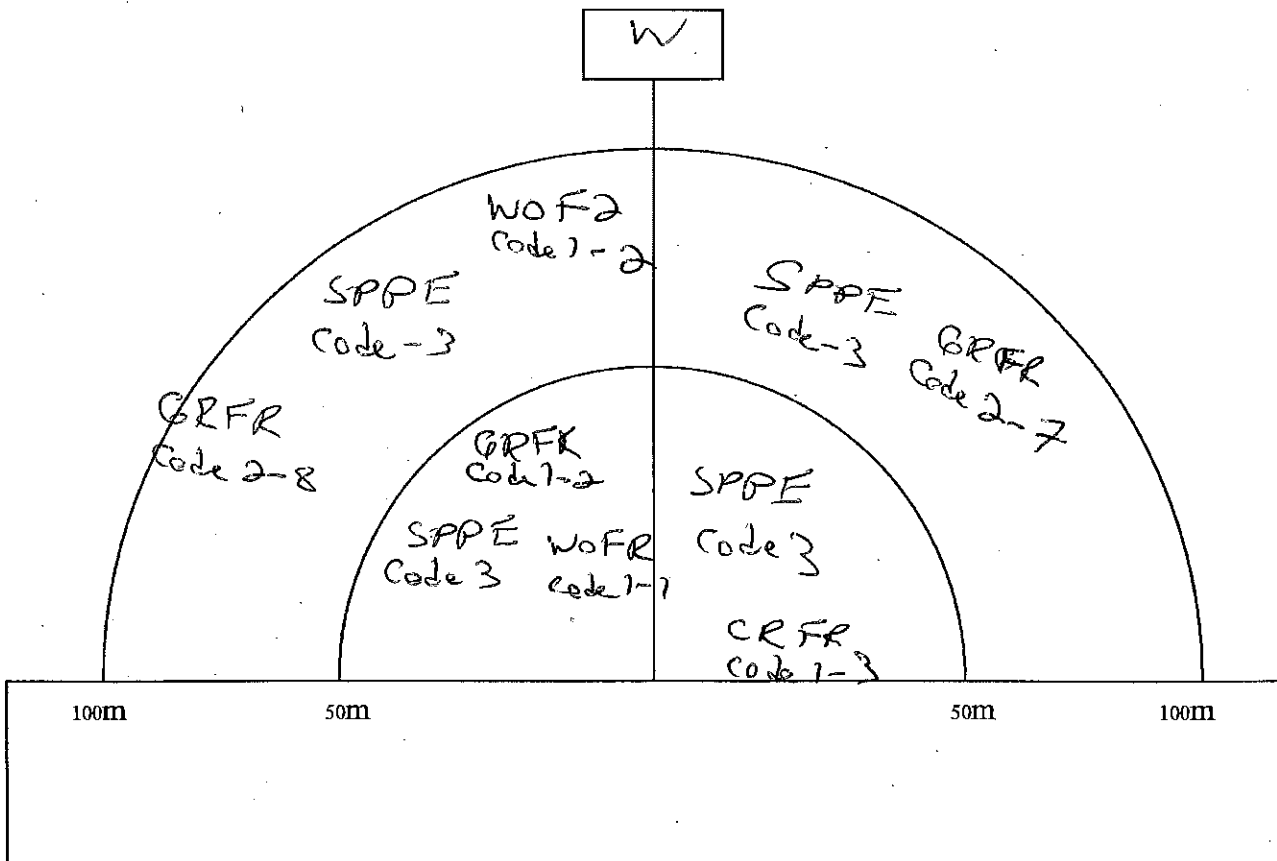 W
WOF2
Code 1-2
SPPE
Code-3
SPPE
Code-3
GRFR
Code 2-7
GRFR
Code 2-8
GRFR
Code 1-2
SPPE
Code 3
SPPE
Code 3
WOFR
Code 1-1
CRFR
Code 1-3
100m
50m
50m
100m